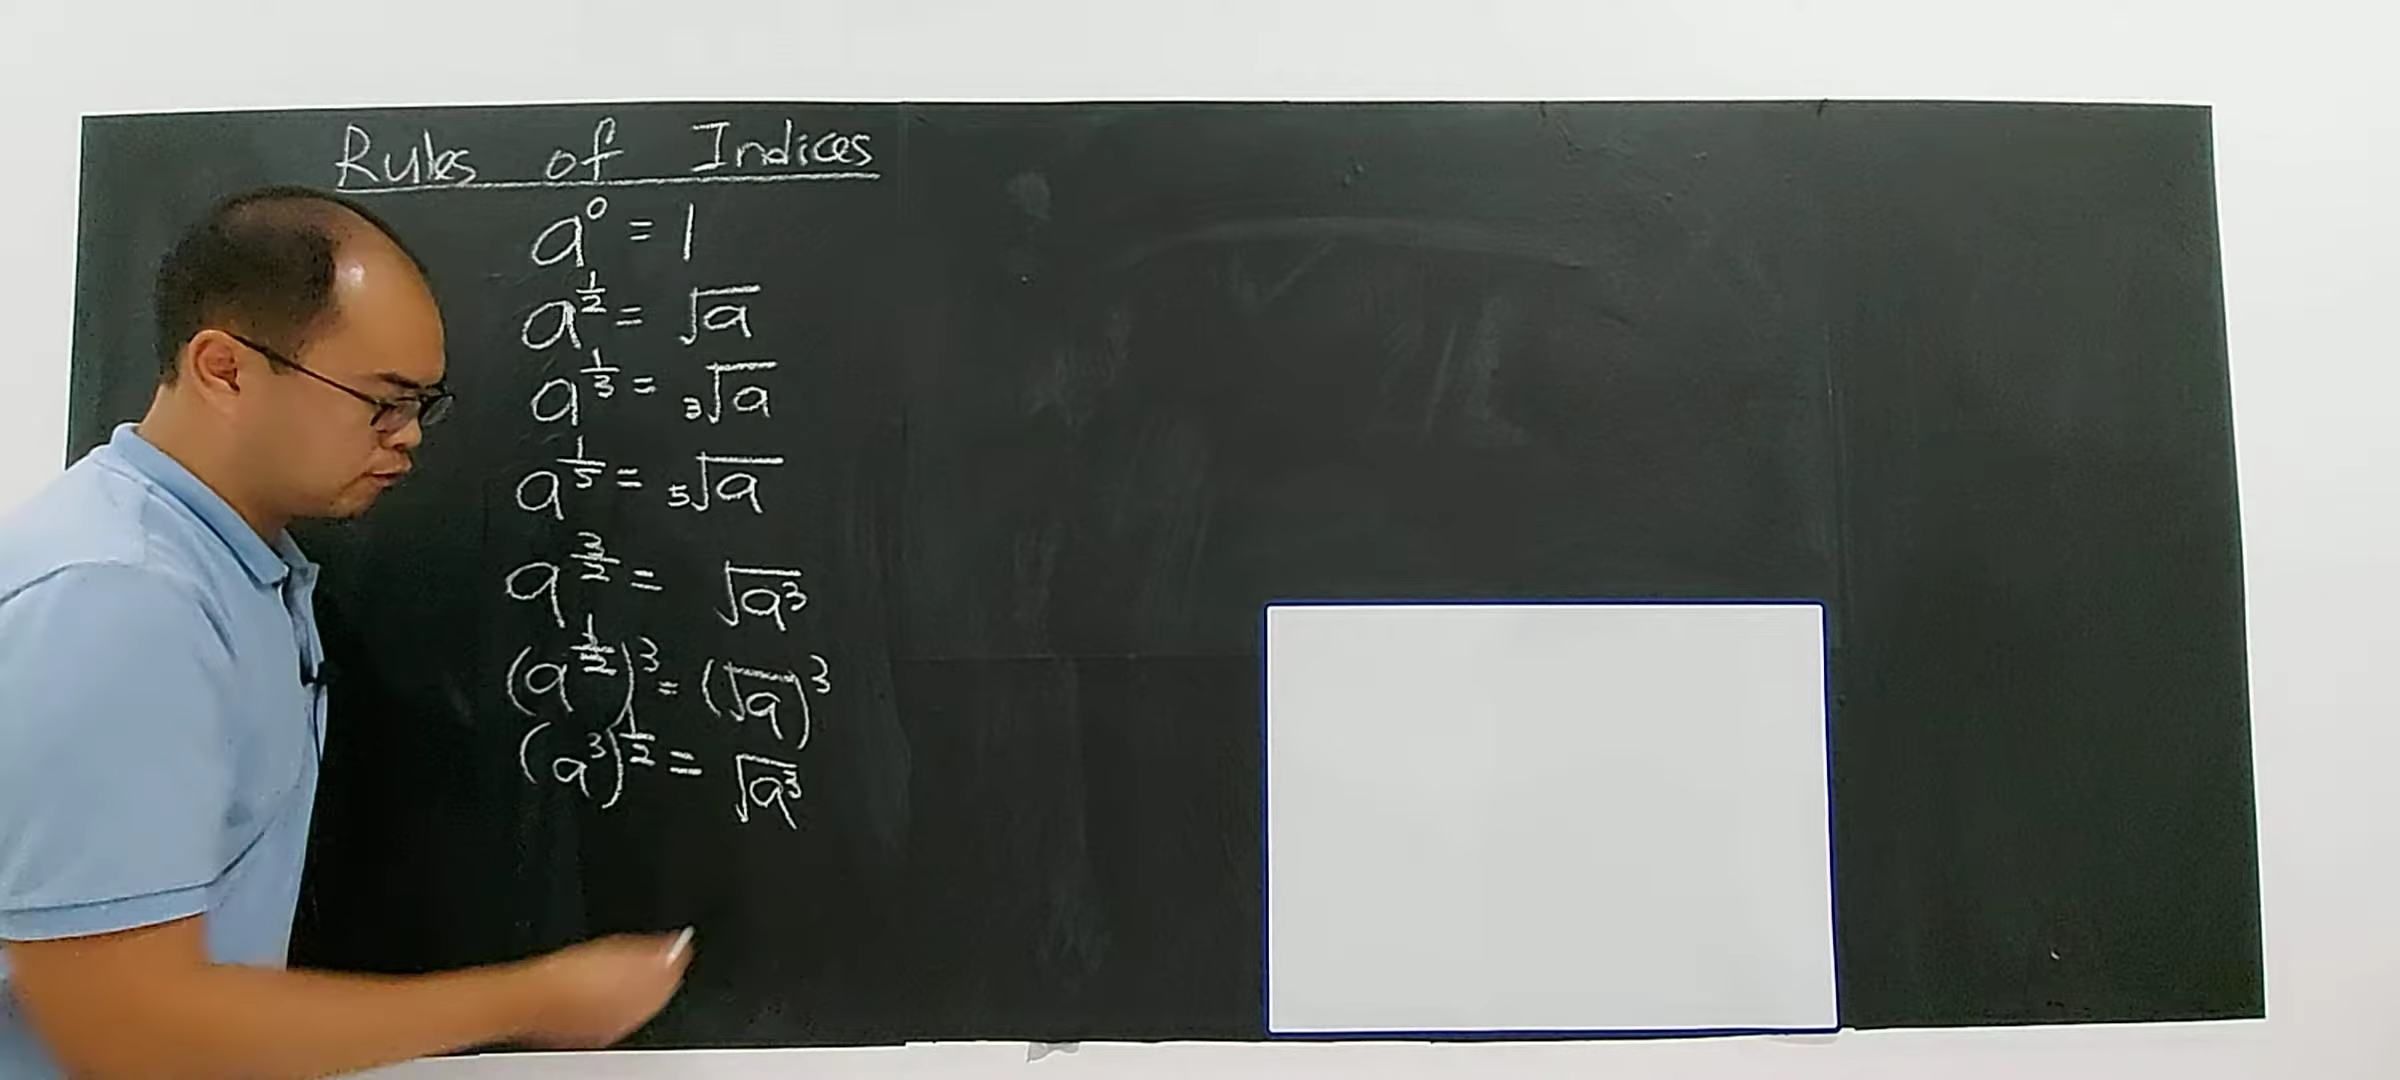 Rules of Indices
a⁰ = 1
a^(1/2) = √a
a^(1/3) = ³√a
a^(1/5) = ⁵√a
a^(3/2) = √a³
(a^(1/2))³ = (√a)³
(a³)^(1/2) = √a³